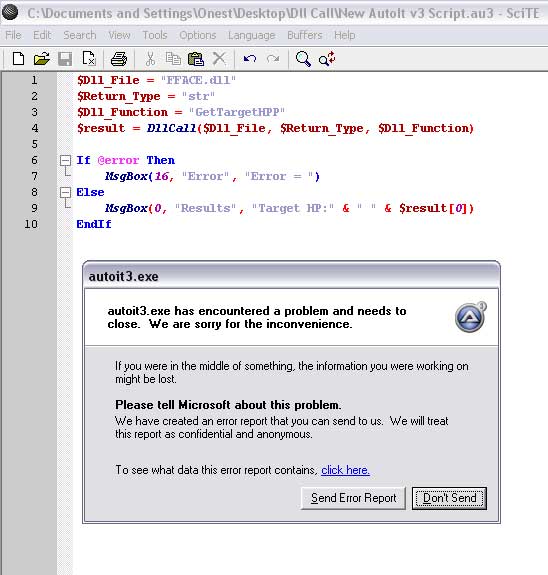 C:\Documents and Settings\Onest\Desktop\Dll Call\New AutoIt v3 Script.au3 - SciTE
File Edit Search View Tools Options Language Buffers Help
1 $Dll_File = "FFACE.dll"
2 $Return_Type = "str"
3 $Dll_Function = "GetTargetHPP"
4 $result = DllCall($Dll_File, $Return_Type, $Dll_Function)
5
6 If @error Then
7 MsgBox(16, "Error", "Error = ")
8 Else
9 MsgBox(0, "Results", "Target HP:" & " " & $result[0])
10 EndIf
autoit3.exe
autoit3.exe has encountered a problem and needs to
close. We are sorry for the inconvenience.
If you were in the middle of something, the information you were working on
might be lost.
Please tell Microsoft about this problem.
We have created an error report that you can send to us. We will treat
this report as confidential and anonymous.
To see what data this error report contains, click here.
Send Error Report Don't Send